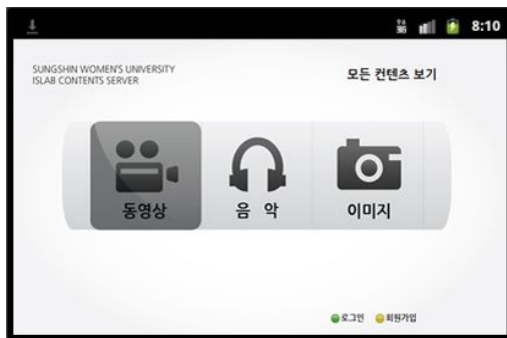 8:10
SUNGSHIN WOMEN'S UNIVERSITY
ISLAB CONTENTS SERVER
모든 컨텐츠 보기
동영상
음 악
이미지
로그인
회원가입